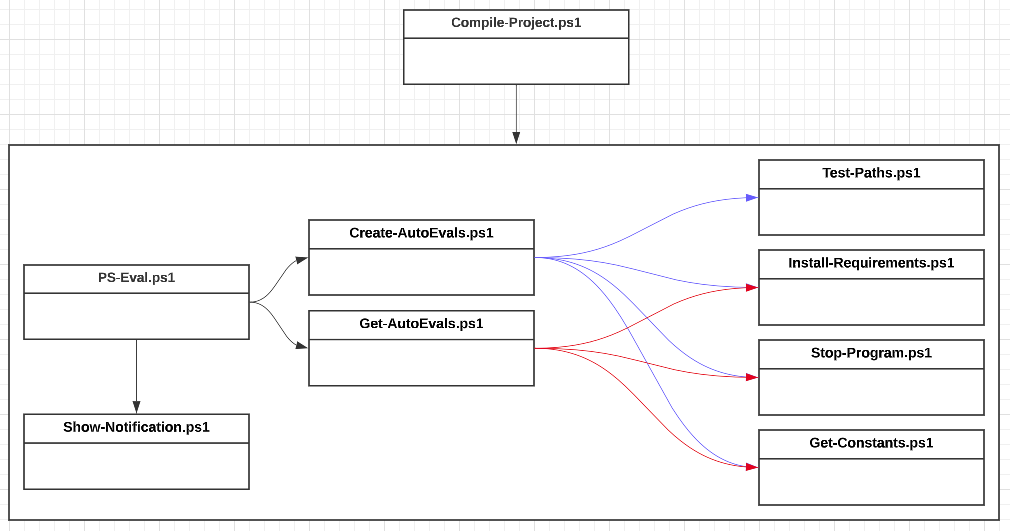 Compile-Project.ps1
Test-Paths.ps1
Create-AutoEvals.ps1
Install-Requirements.ps1
PS-Eval.ps1
Get-AutoEvals.ps1
Stop-Program.ps1
Show-Notification.ps1
Get-Constants.ps1